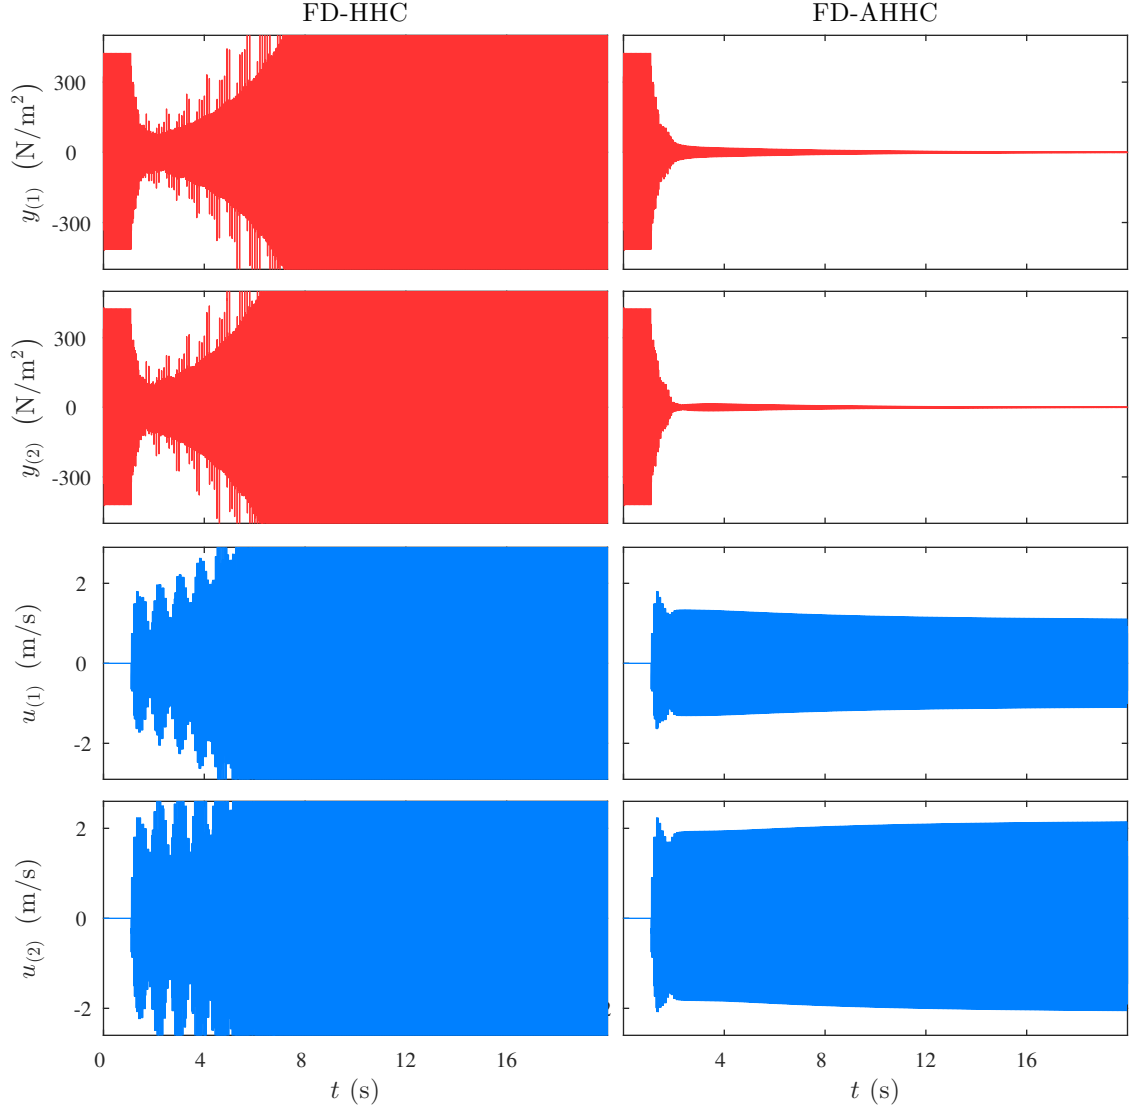 FD-HHC
FD-AHHC
y(1) (N/m²)
300
0
-300
y(2) (N/m²)
300
0
-300
u(1) (m/s)
2
0
-2
u(2) (m/s)
2
0
-2
2
0
4
8
12
16
4
8
12
16
t (s)
t (s)